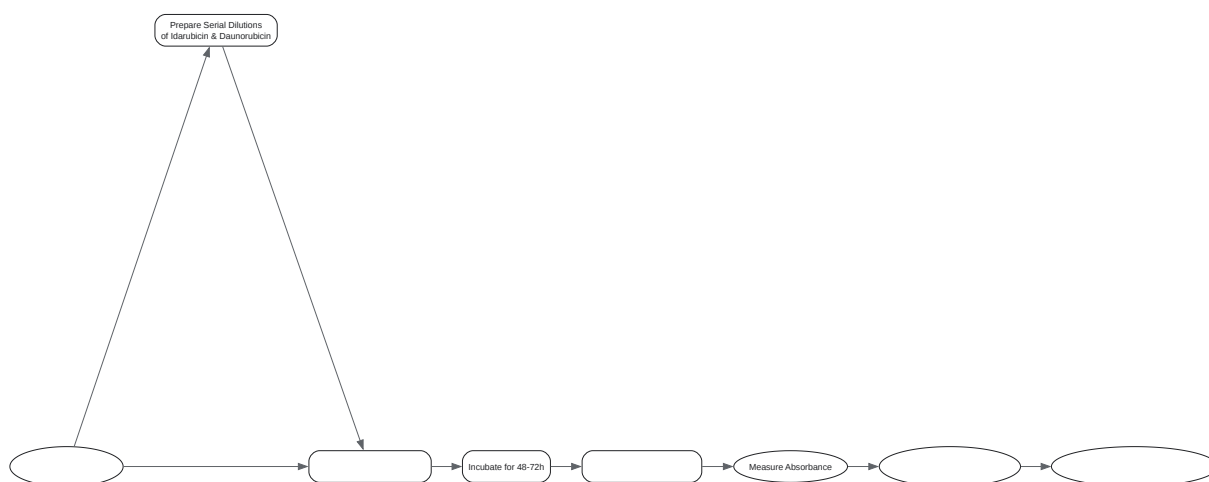 Prepare Serial Dilutions
of Idarubicin & Daunorubicin
Incubate for 48-72h
Measure Absorbance